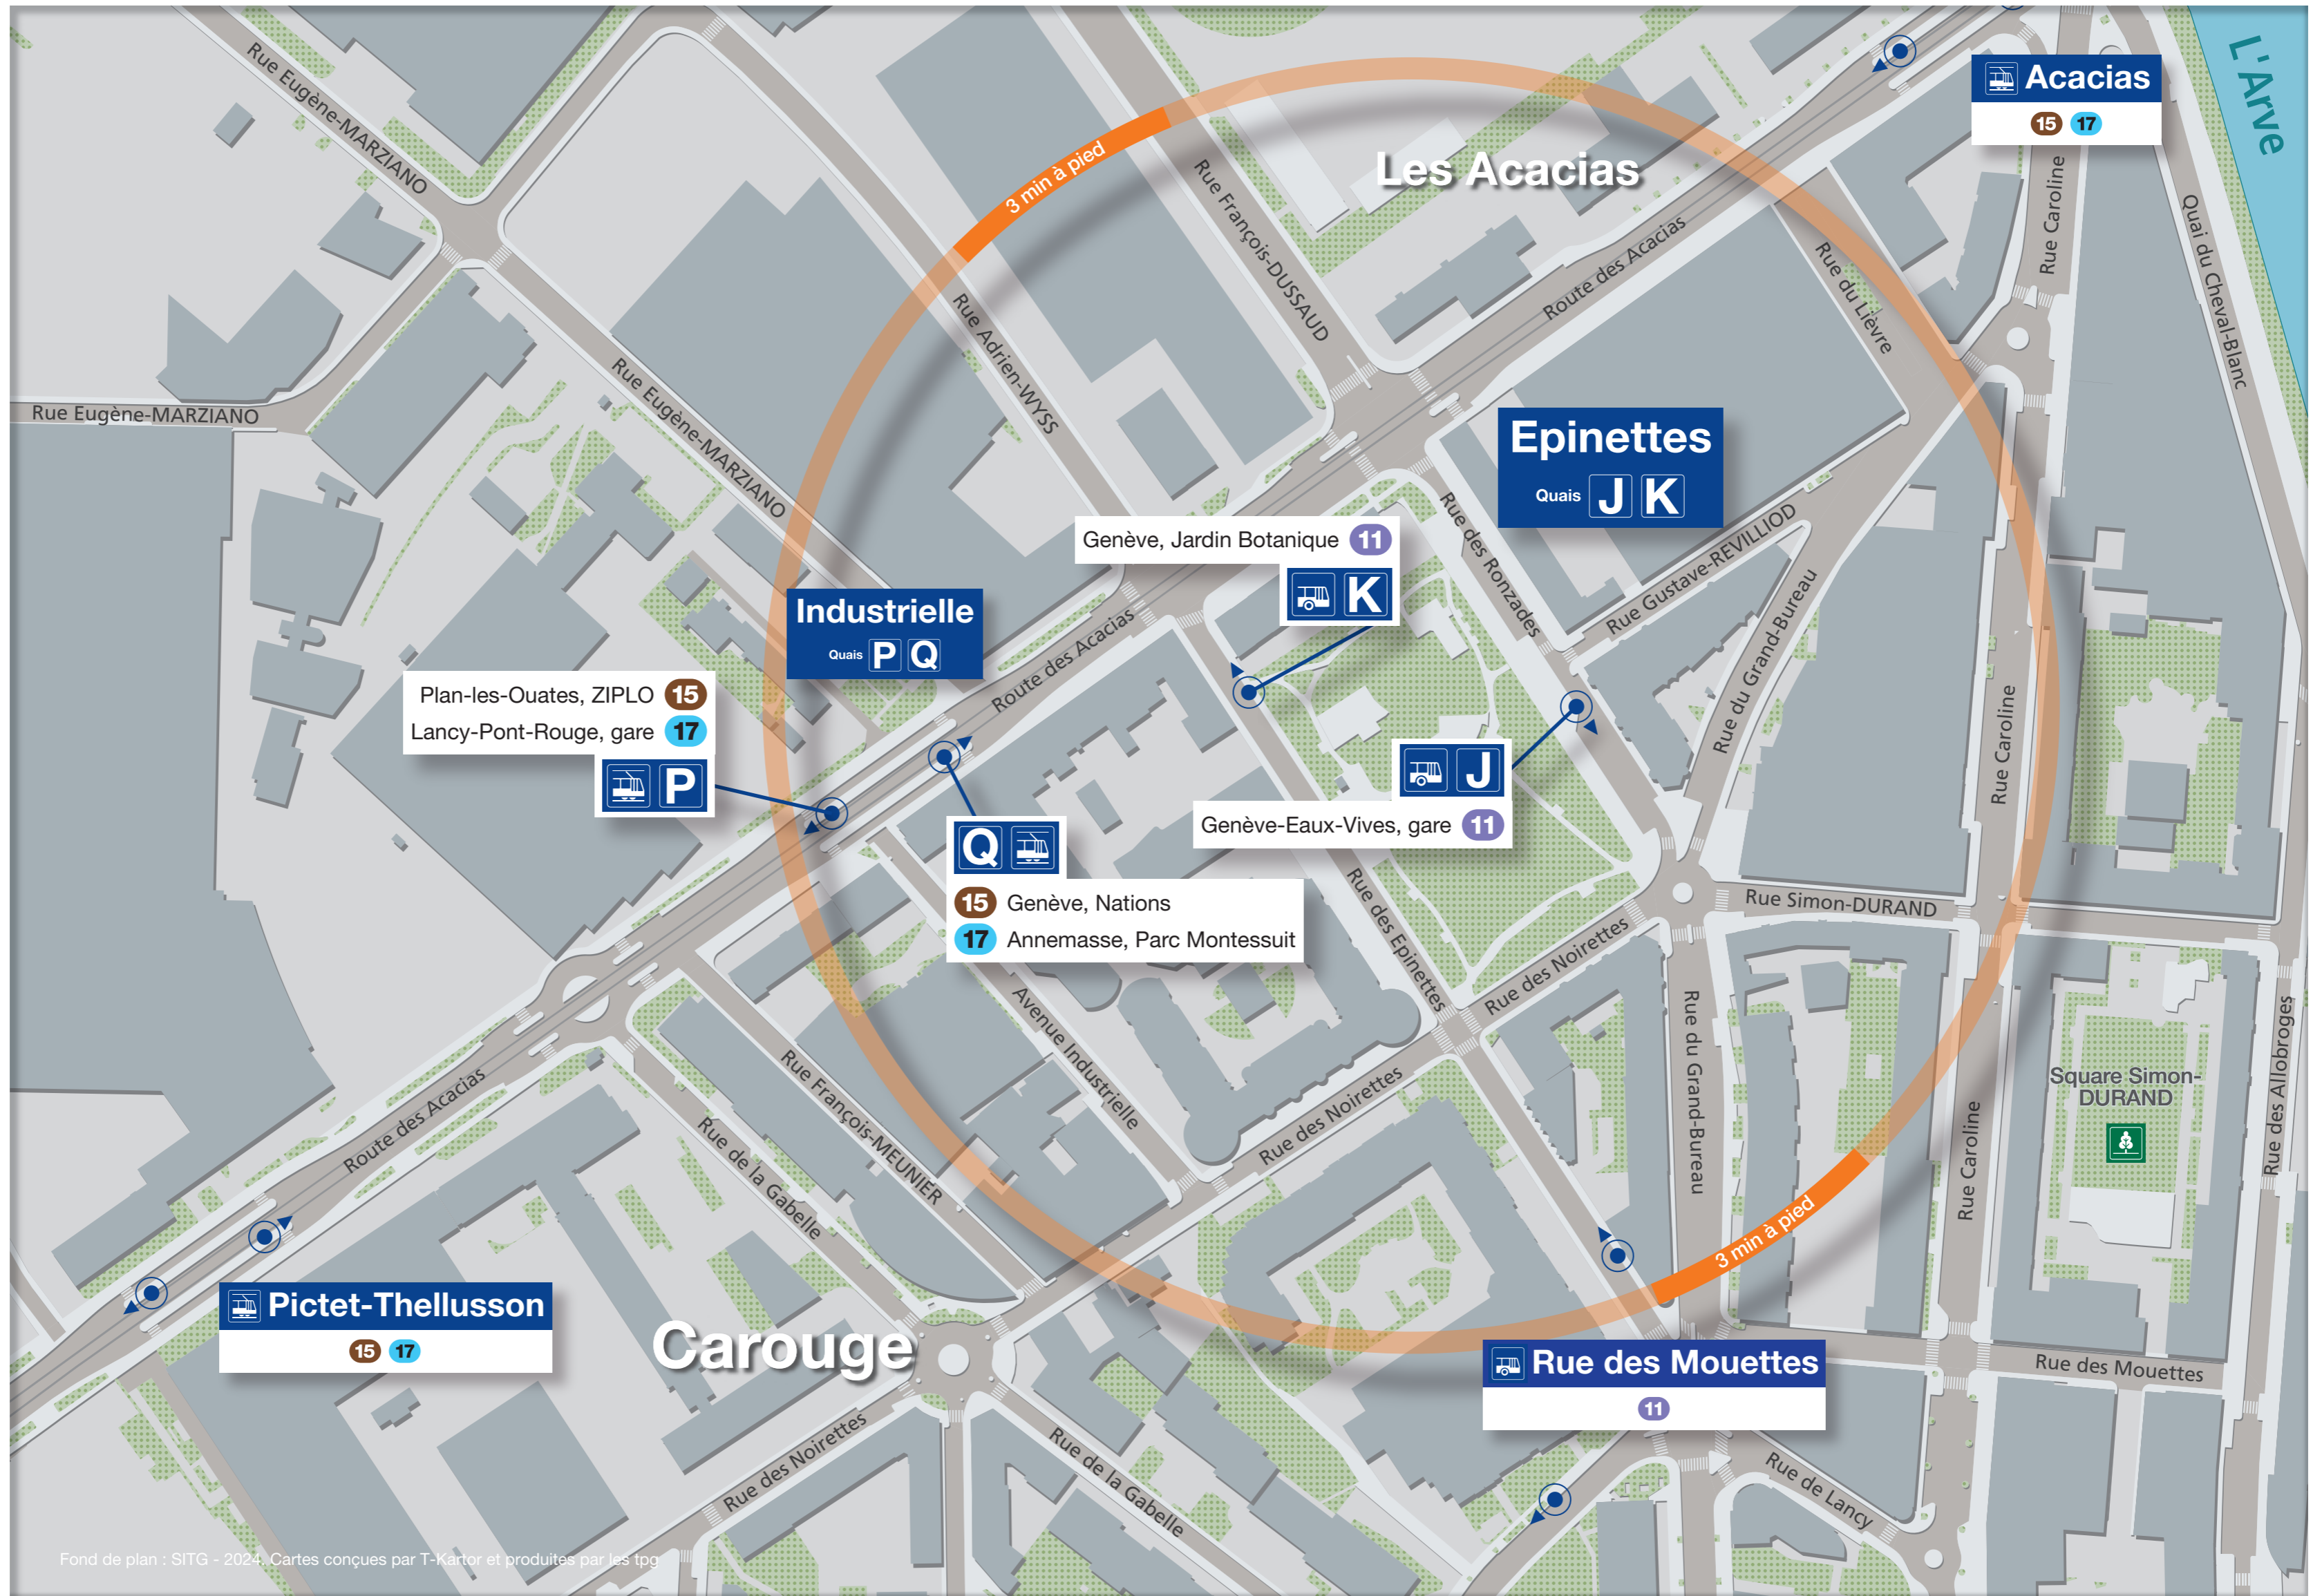 L'Arve
Acacias
15 17
Rue Eugène-MARZIANO
3 min à pied
Les Acacias
Rue François-DUSSAUD
Route des Acacias
Rue Caroline
Quai du Cheval-Blanc
Rue du Lièvre
Rue Adrien-WYSS
Rue Eugène-MARZIANO
Rue Eugène-MARZIANO
Epinettes
Quais J K
Rue des Ronzades
Rue Gustave-REVILLIOD
Rue du Grand-Bureau
Genève, Jardin Botanique 11
K
Industrielle
Quais P Q
Route des Acacias
Plan-les-Ouates, ZIPLO 15
Lancy-Pont-Rouge, gare 17
P
Rue Caroline
J
Genève-Eaux-Vives, gare 11
Q
15 Genève, Nations
17 Annemasse, Parc Montessuit
Rue des Epinettes
Rue Simon-DURAND
Rue des Noirettes
Avenue Industrielle
Rue du Grand-Bureau
Rue François-MEUNIER
Rue des Noirettes
Route des Acacias
Rue de la Gabelle
Rue Caroline
Square Simon-
DURAND
Rue des Allobroges
3 min à pied
Pictet-Thellusson
15 17
Carouge
Rue des Mouettes
11
Rue des Mouettes
Rue des Noirettes
Rue de la Gabelle
Rue de Lancy
Fond de plan : SITG - 2024. Cartes conçues par T-Kartor et produites par les tpg